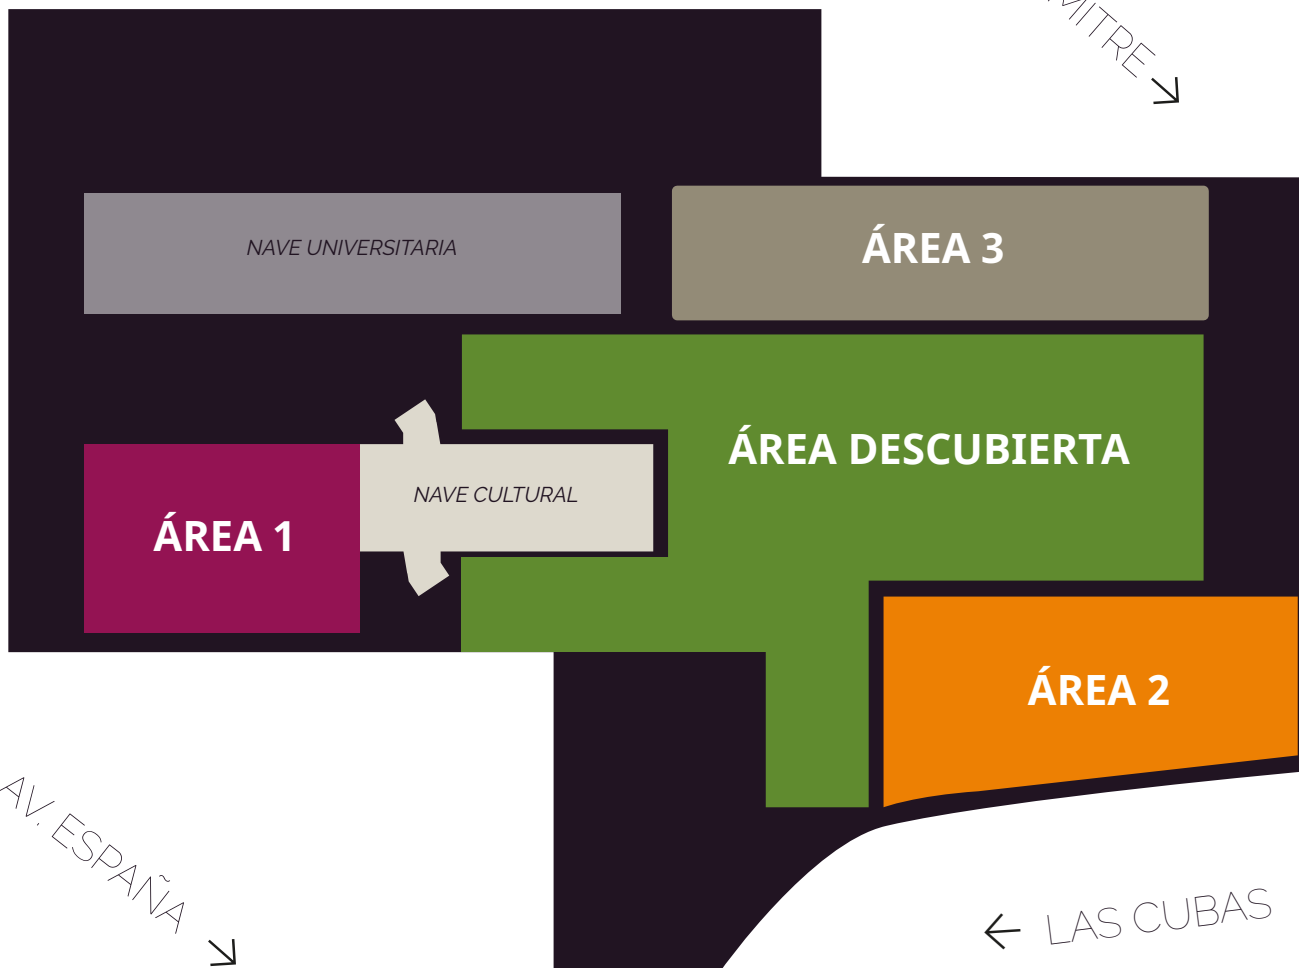 MITRE
NAVE UNIVERSITARIA
ÁREA 3
ÁREA DESCUBIERTA
NAVE CULTURAL
ÁREA 1
ÁREA 2
AV. ESPAÑA
LAS CUBAS